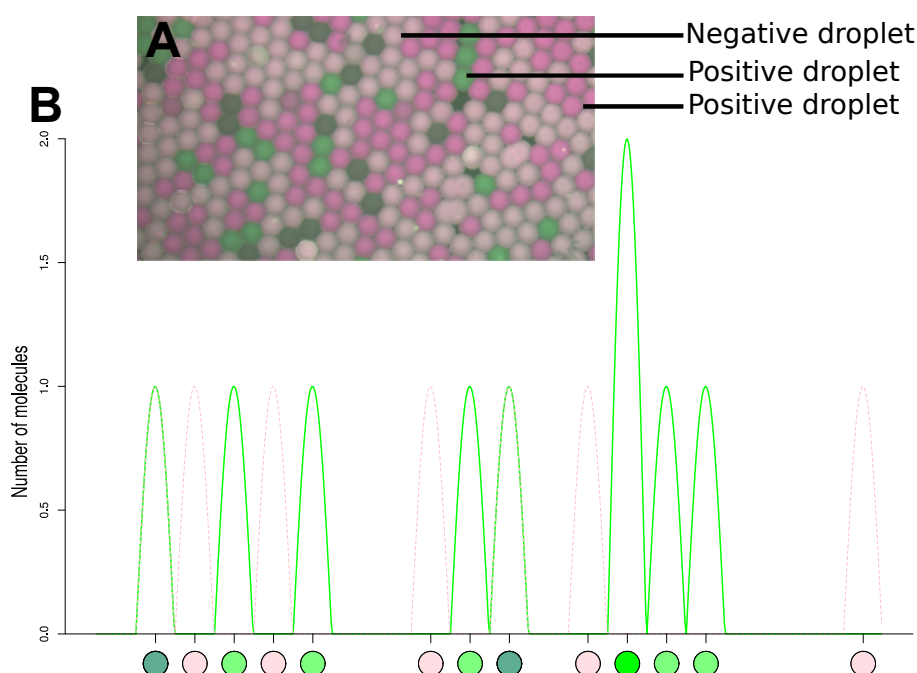 A
Negative droplet
Positive droplet
Positive droplet
B
2.0
1.5
1.0
0.5
0.0
Number of molecules